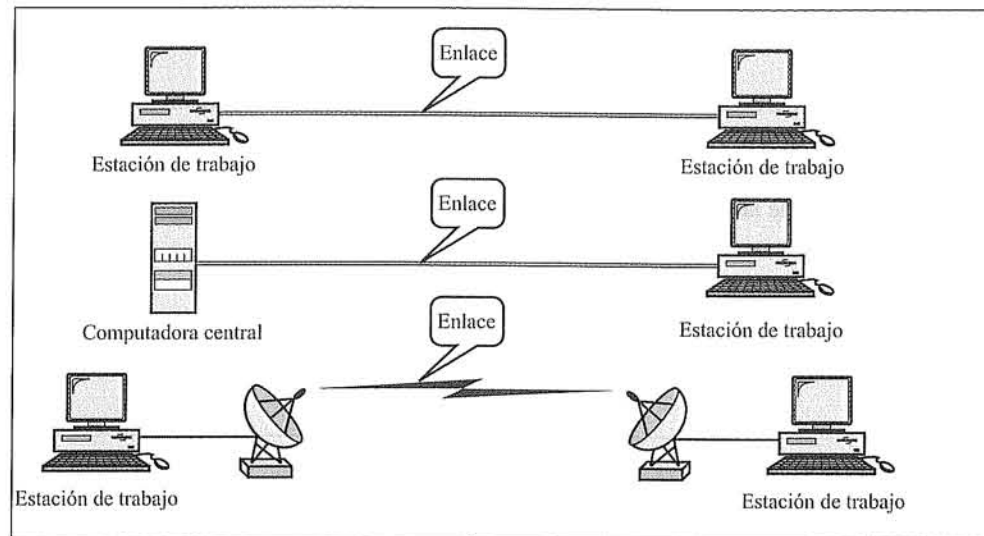 Enlace
Estación de trabajo
Estación de trabajo
Enlace
Computadora central
Estación de trabajo
Enlace
Estación de trabajo
Estación de trabajo